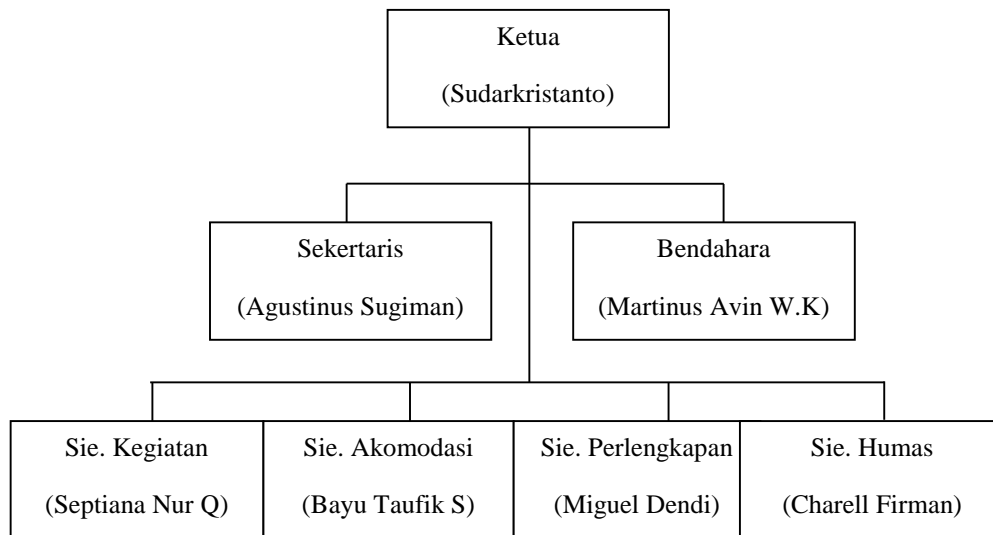 Ketua
(Sudarkristanto)
Sekertaris
(Agustinus Sugiman)
Bendahara
(Martinus Avin W.K)
Sie. Kegiatan
(Septiana Nur Q)
Sie. Akomodasi
(Bayu Taufik S)
Sie. Perlengkapan
(Miguel Dendi)
Sie. Humas
(Charell Firman)